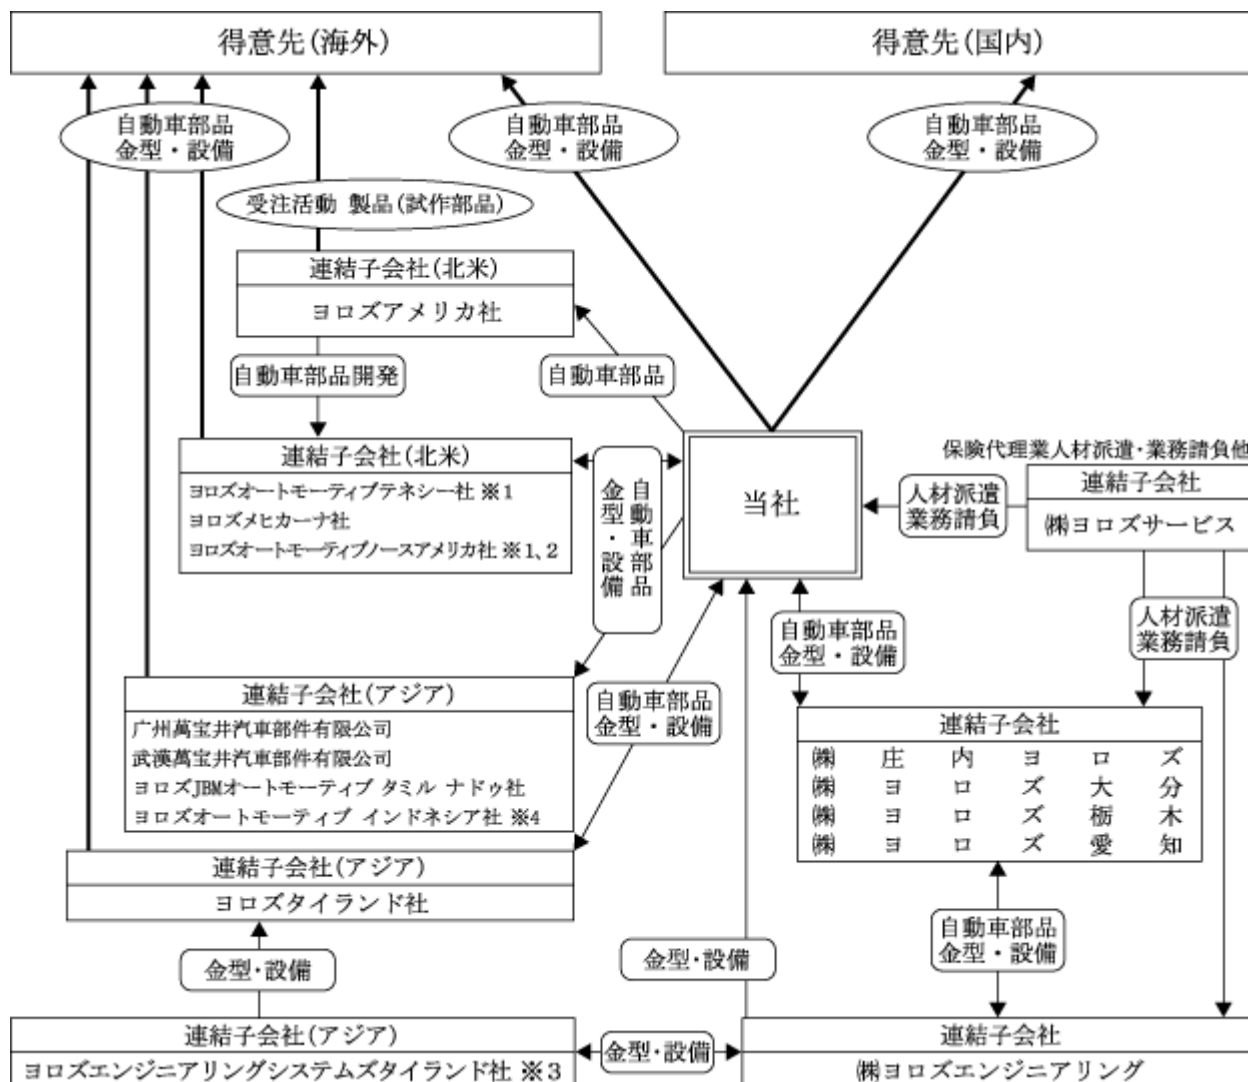 得意先(海外)
得意先(国内)
自動車部品
金型・設備
自動車部品
金型・設備
自動車部品
金型・設備
受注活動 製品(試作部品)
連結子会社(北米)
ヨロズアメリカ社
自動車部品開発
自動車部品
連結子会社(北米)
ヨロズオートモーティブテネシー社 ※1
ヨロズメヒカーナ社
ヨロズオートモーティブノースアメリカ社 ※1、2
自動車部品
金型・設備
当社
保険代理業人材派遣・業務請負他
連結子会社
㈱ヨロズサービス
人材派遣
業務請負
人材派遣
業務請負
自動車部品
金型・設備
連結子会社(アジア)
广州萬宝井汽車部件有限公司
武漢萬宝井汽車部件有限公司
ヨロズJBMオートモーティブ タミル ナドゥ社
ヨロズオートモーティブ インドネシア社 ※4
自動車部品
金型・設備
連結子会社
㈱ 庄 内 ヨ ロ ズ
㈱ ヨ ロ ズ 大 分
㈱ ヨ ロ ズ 栃 木
㈱ ヨ ロ ズ 愛 知
連結子会社(アジア)
ヨロズタイランド社
金型・設備
金型・設備
自動車部品
金型・設備
連結子会社(アジア)
ヨロズエンジニアリングシステムズタイランド社 ※3
金型・設備
連結子会社
㈱ヨロズエンジニアリング